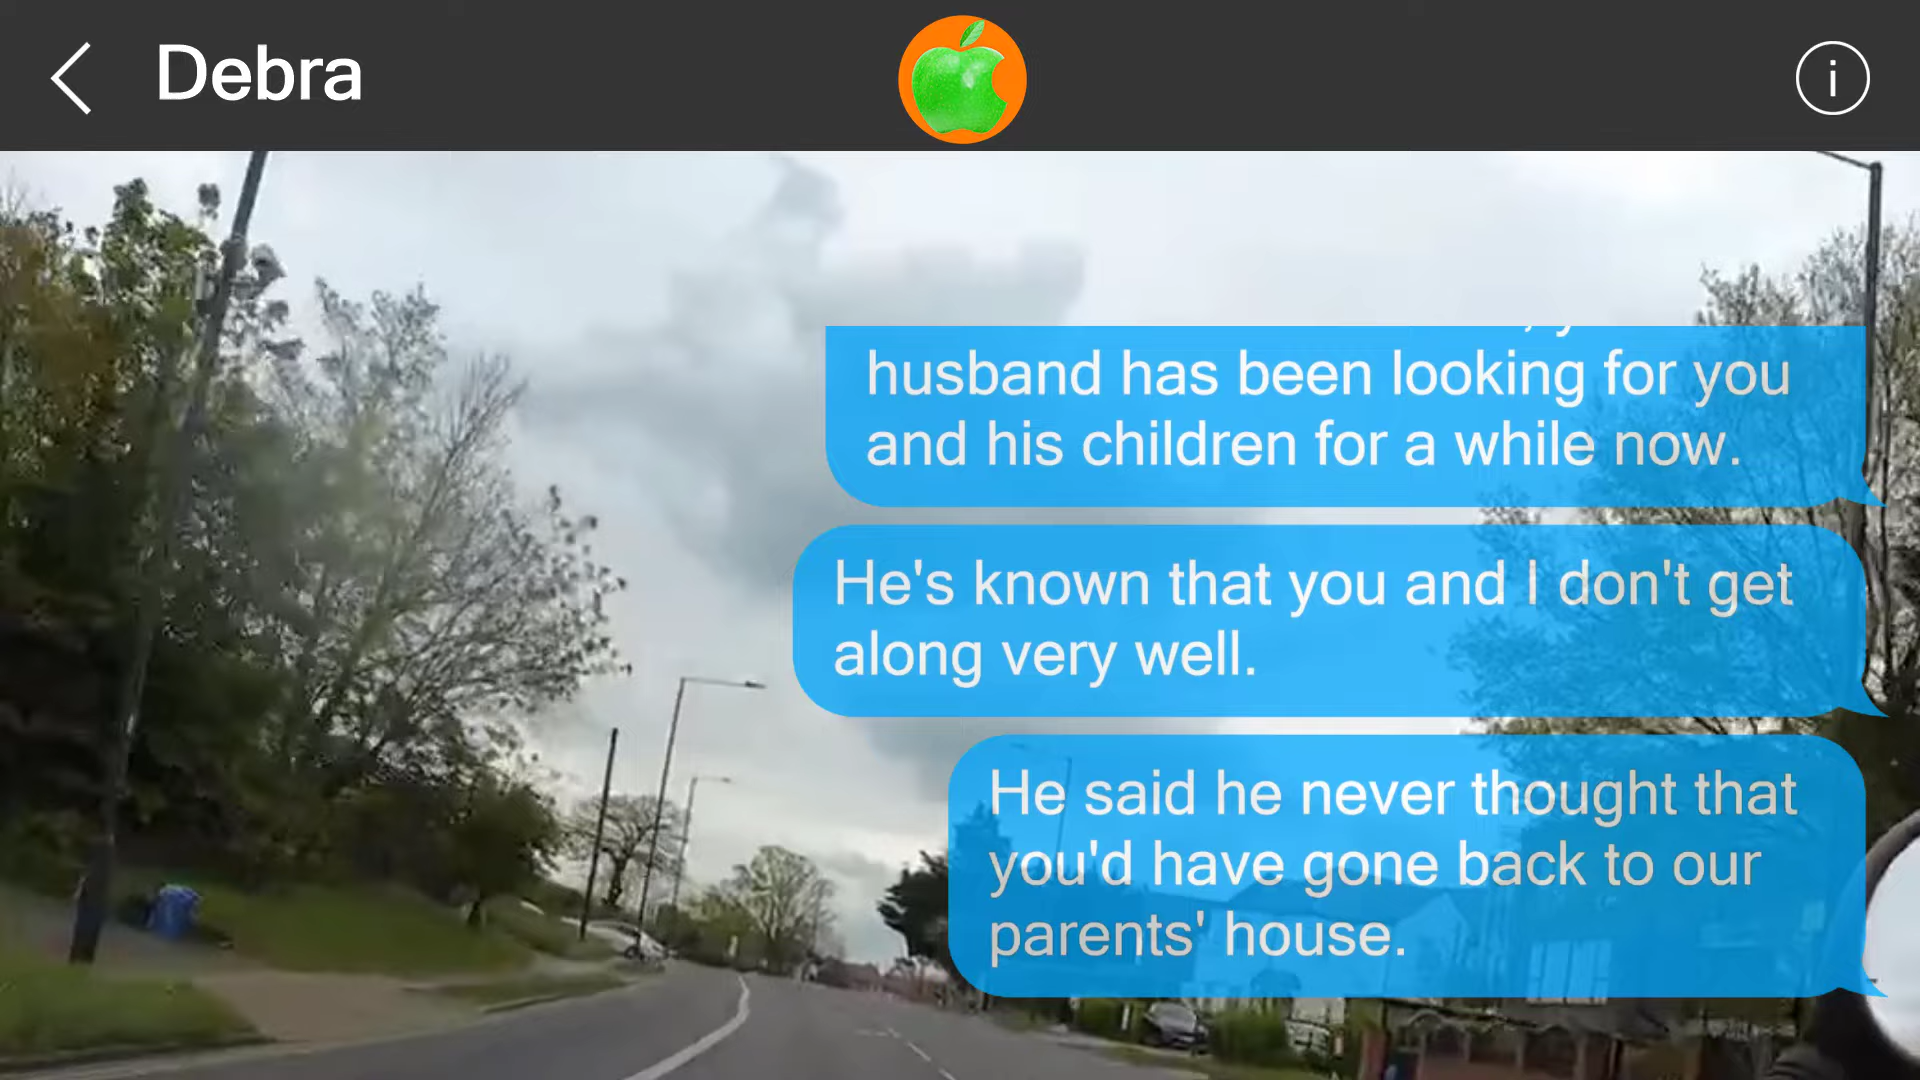 Debra
husband has been looking for you
and his children for a while now.
He's known that you and I don't get
along very well.
He said he never thought that
you'd have gone back to our
parents' house.